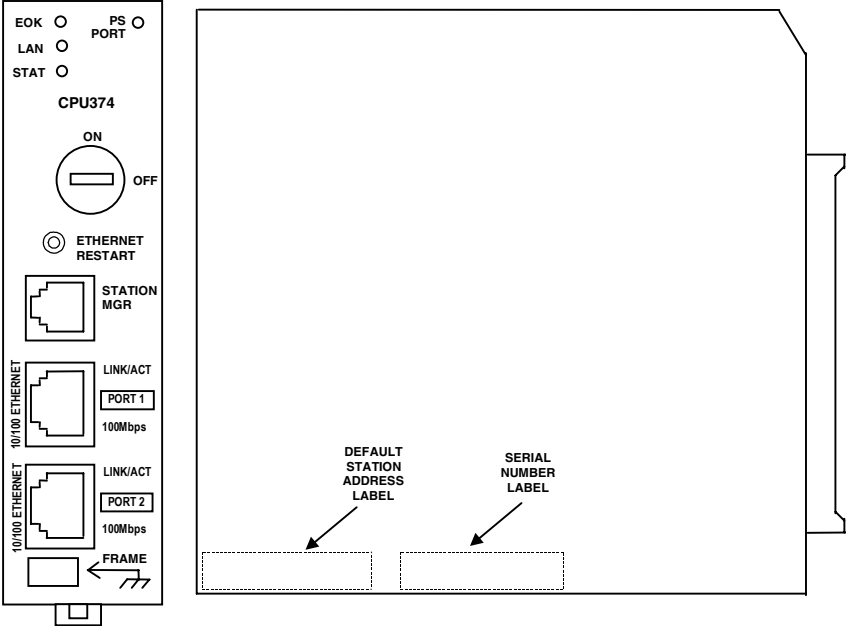 EOK
PS
PORT
LAN
STAT
CPU374
ON
OFF
ETHERNET
RESTART
STATION
MGR
10/100 ETHERNET
LINK/ACT
PORT 1
100Mbps
10/100 ETHERNET
LINK/ACT
PORT 2
100Mbps
FRAME
DEFAULT
STATION
ADDRESS
LABEL
SERIAL
NUMBER
LABEL